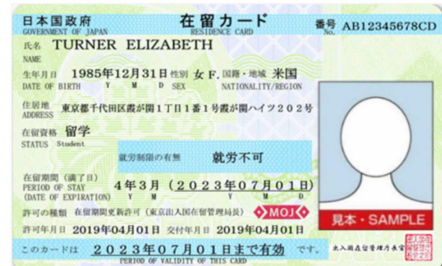 日本国政府 在留カード 番号 AB12345678CD
GOVERNMENT OF JAPAN RESIDENCE CARD No.
氏名 TURNER ELIZABETH
NAME
生年月日 1985年12月31日 性別 女 F. 国籍・地域 米国
DATE OF BIRTH Y M D SEX NATIONALITY/REGION
住居地 東京都千代田区霞が関1丁目1番1号霞が関ハイツ202号
ADDRESS
在留資格 留学
STATUS Student
就労制限の有無 就労不可
在留期間(満了日) 4年3月(2023年07月01日)
PERIOD OF STAY
(DATE OF EXPIRATION) Y M Y M D
許可の種類 在留期間更新許可(東京出入国在留管理局長) MOJ
見本・SAMPLE
許可年月日 2019年04月01日 交付年月日 2019年04月01日
このカードは 2023年07月01日まで有効 です。
PERIOD OF VALIDITY OF THIS CARD
出入国在留管理庁長官